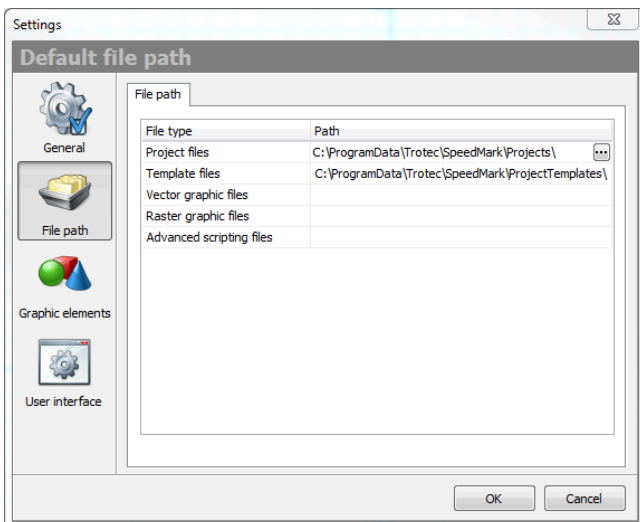 Settings
Default file path
General
File path
Graphic elements
User interface
File path
File type Path
Project files C:\ProgramData\Trotec\SpeedMark\Projects\ ...
Template files C:\ProgramData\Trotec\SpeedMark\ProjectTemplates\
Vector graphic files
Raster graphic files
Advanced scripting files
OK Cancel